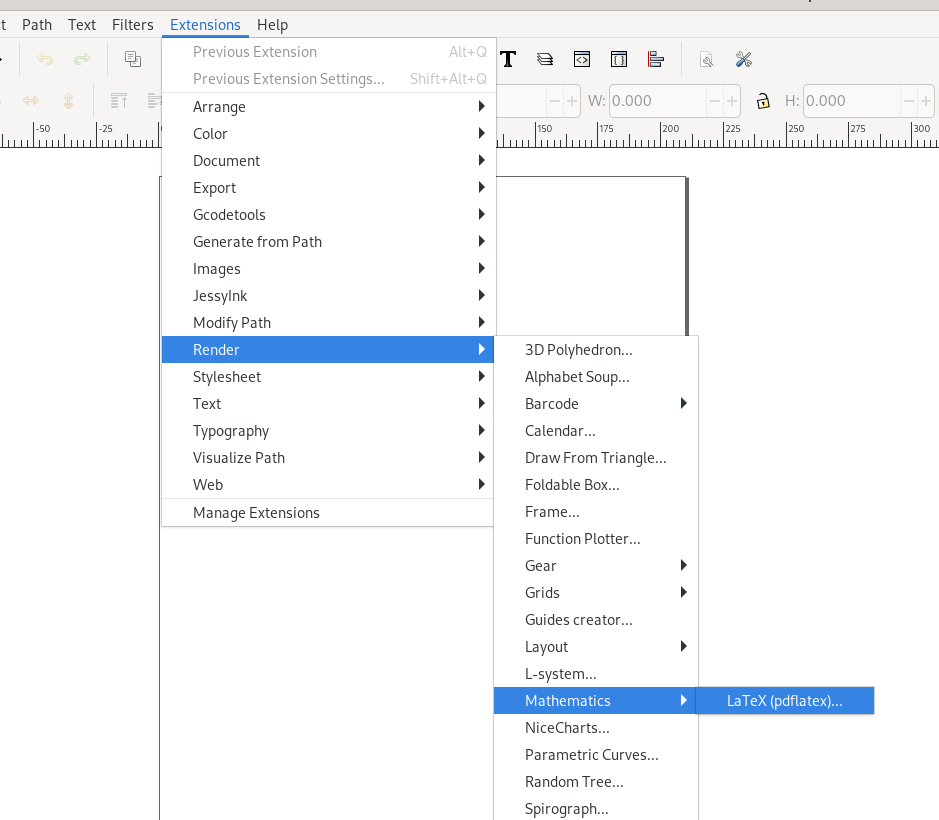 t Path Text Filters Extensions Help
Previous Extension Alt+Q
Previous Extension Settings... Shift+Alt+Q
W: 0.000 H: 0.000
-50 -25 150 175 200 225 250 275 300
Arrange
Color
Document
Export
Gcodetools
Generate from Path
Images
JessyInk
Modify Path
Render
Stylesheet
Text
Typography
Visualize Path
Web
Manage Extensions
3D Polyhedron...
Alphabet Soup...
Barcode
Calendar...
Draw From Triangle...
Foldable Box...
Frame...
Function Plotter...
Gear
Grids
Guides creator...
Layout
L-system...
Mathematics
LaTeX (pdflatex)...
NiceCharts...
Parametric Curves...
Random Tree...
Spirograph...